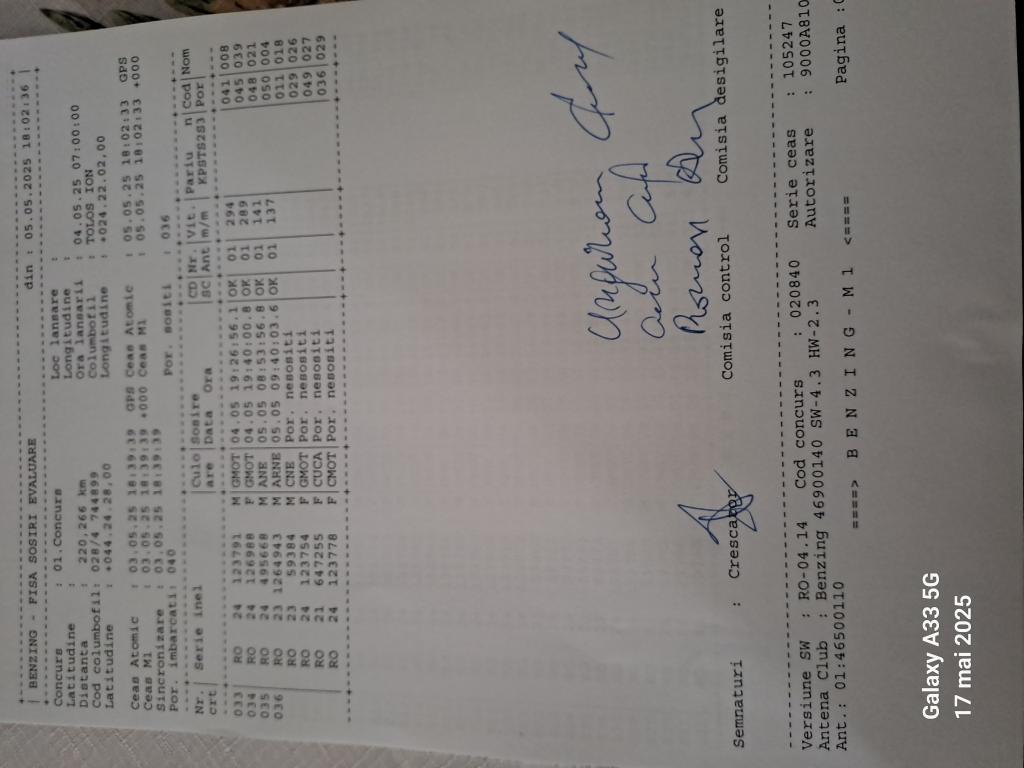 | BENZING - FISA SOSIRI EVALUARE din : 05.05.2025 18:02:36 |
Concurs : 01.Concurs Loc lansare :
Latitudine : Longitudine :
Distanta : 220,266 km Ora lansarii : 04.05.25 07:00:00
Cod columbofil: 028/4 744899 Columbofil : TOLOS ION
Latitudine : +044.24.28,00 Longitudine : +024.22.02,00
Ceas Atomic : 03.05.25 18:39:39 GPS Ceas Atomic : 05.05.25 18:02:33 GPS
Ceas M1 : 03.05.25 18:39:39 +000 Ceas M1 : 05.05.25 18:02:33 +000
Sincronizare : 03.05.25 18:39:39
Por. imbarcati: 040 Por. sositi : 036
Nr.| Serie inel |Culo|Sosire |CD|Nr.|Vit.|Pariu n|Cod|Nom
crt| |are |Data Ora |SC|Ant|m/m |KPSTS2S3|Por|
033 RO 24 123791 M GMOT 04.05 19:26:56.1 OK 01 294 041 008
034 RO 24 126988 F GMOT 04.05 19:40:00.8 OK 01 289 045 039
035 RO 24 495668 M ANE 05.05 08:53:56.8 OK 01 141 048 021
036 RO 23 1264943 M ARNE 05.05 09:40:03.6 OK 01 137 050 004
RO 23 59384 M CNE Por. nesositi 011 018
RO 24 123754 F GMOT Por. nesositi 029 026
RO 21 647255 F CUCA Por. nesositi 049 027
RO 24 123778 F CMOT Por. nesositi 036 029
Semnaturi : Crescator Comisia control Comisia desigilare
Versiune SW : RO-04.14 Cod concurs : 020840 Serie ceas : 105247
Antena Club : Benzing 46900140 SW-4.3 HW-2.3 Autorizare : 9000A810
Ant.: 01:46500110 Pagina :
====> B E N Z I N G - M 1 <====
Galaxy A33 5G
17 mai 2025